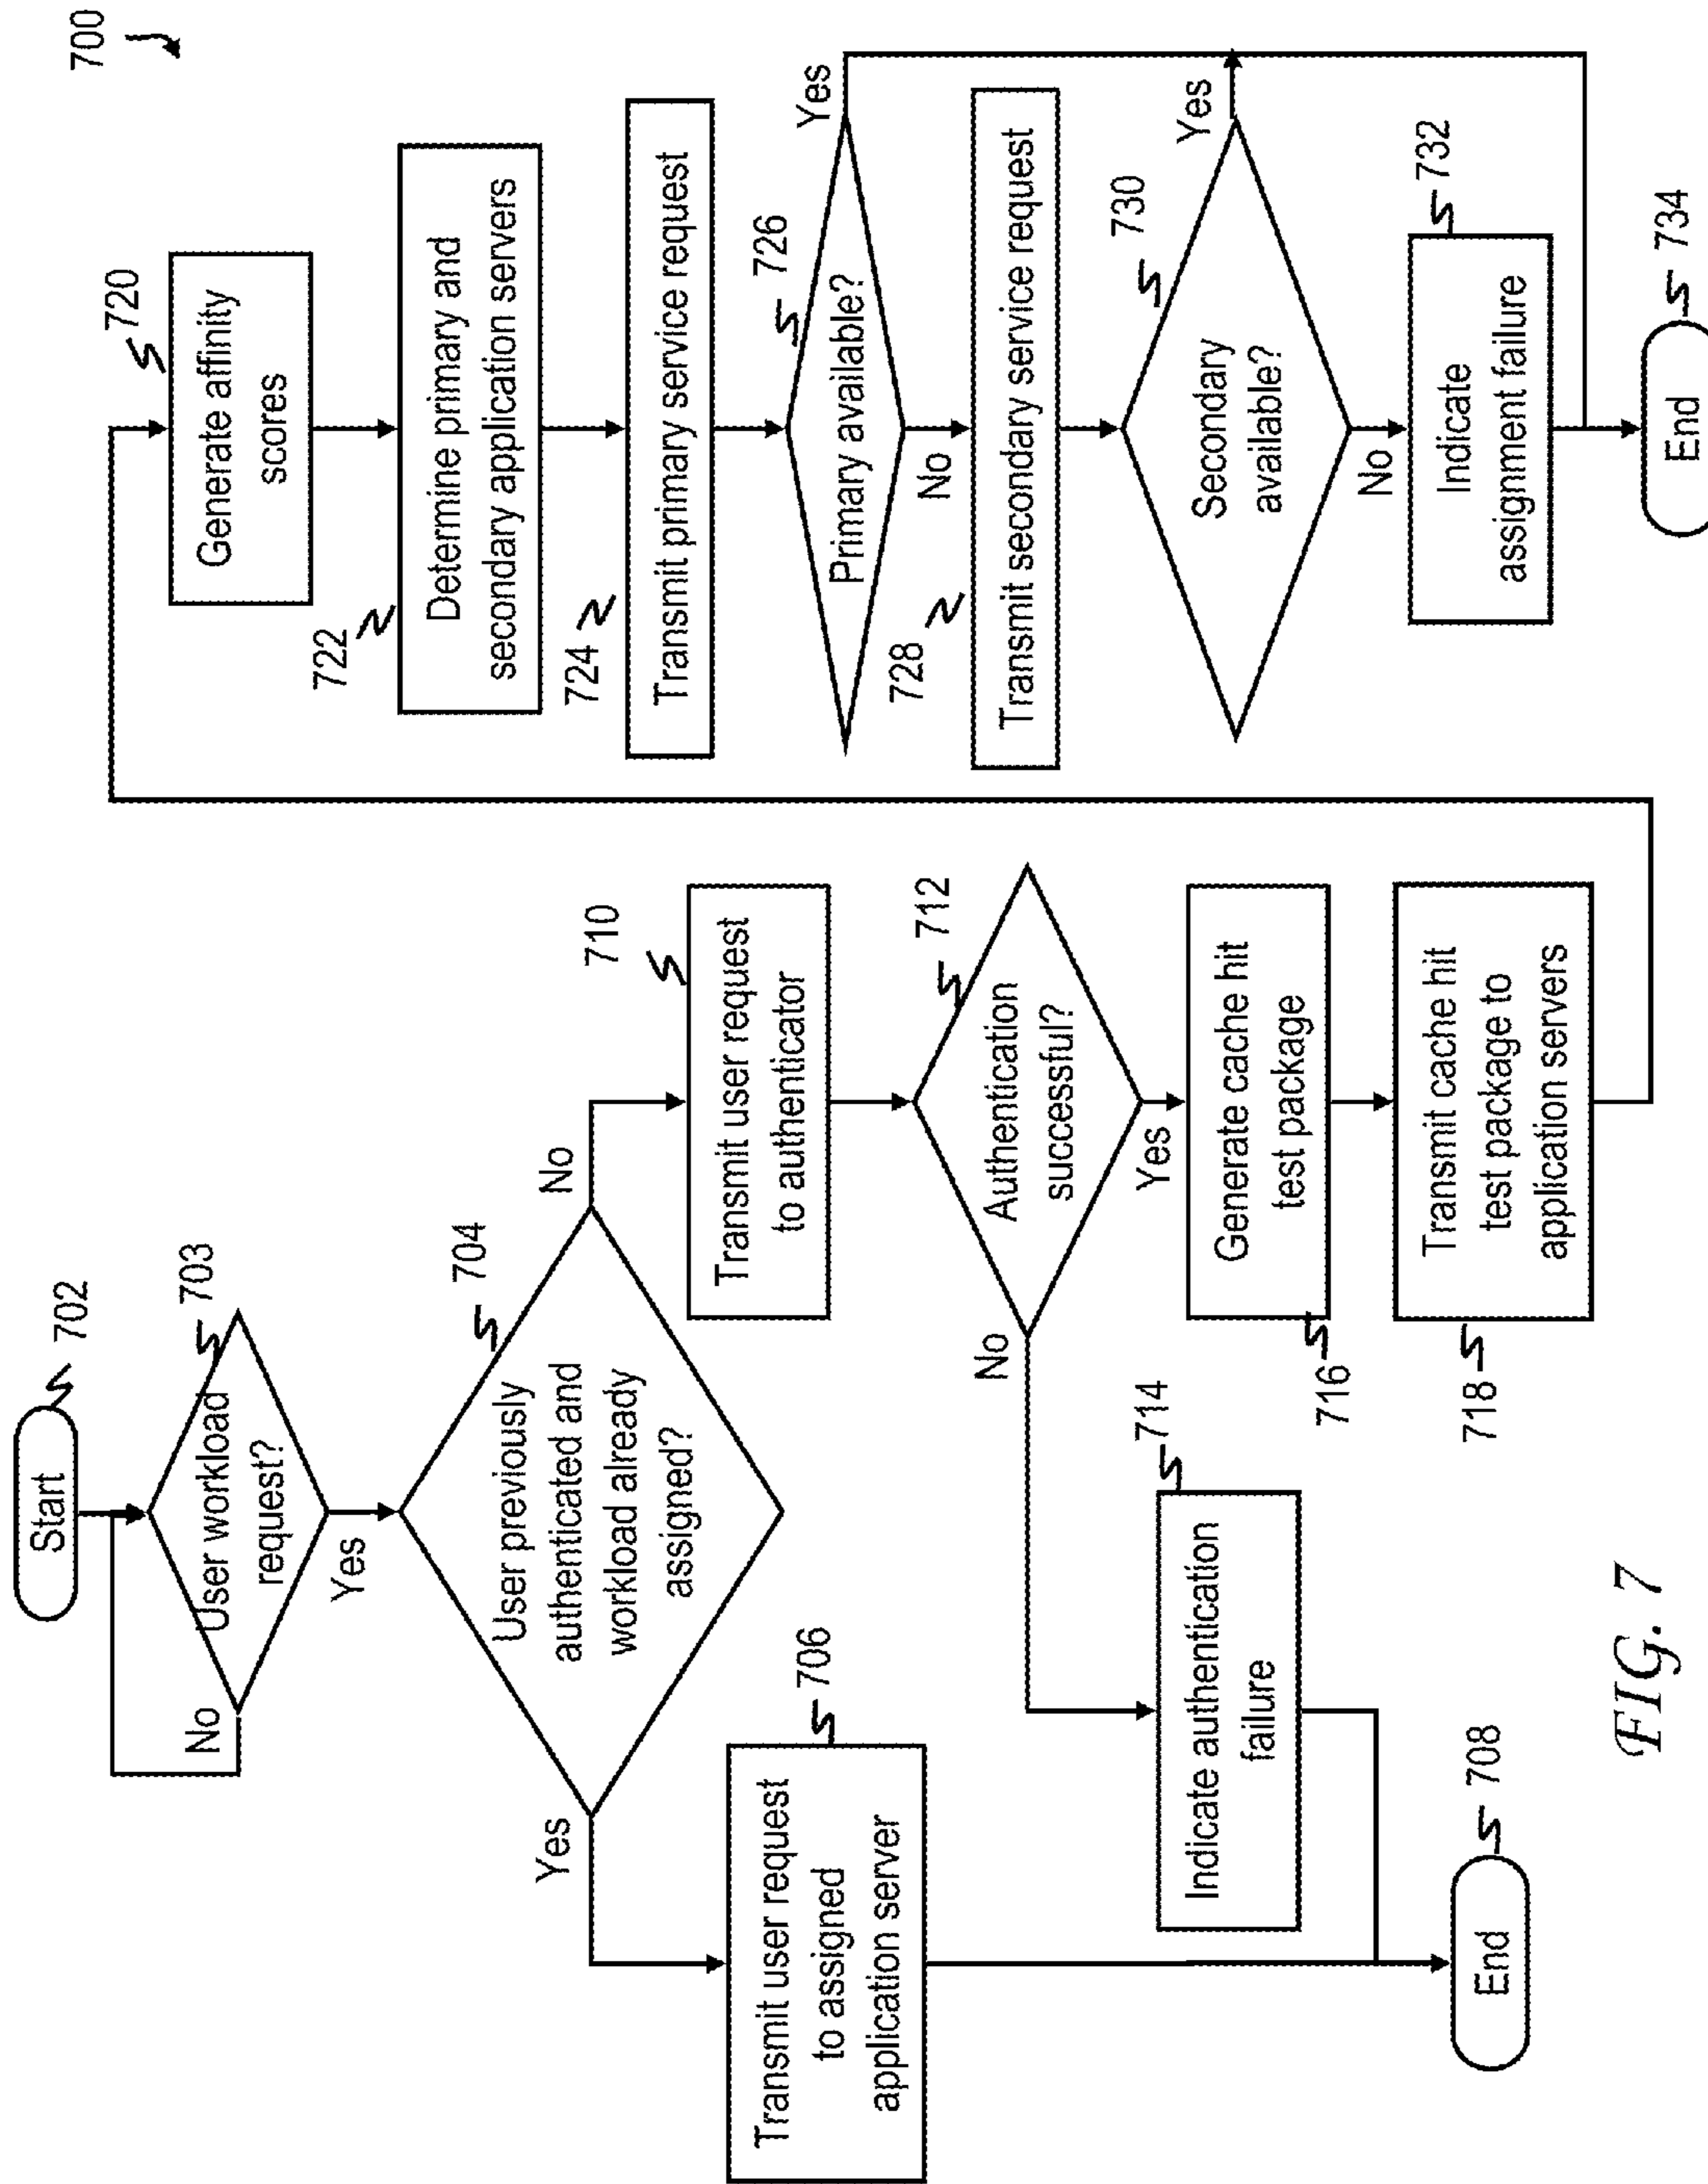 700
Start
702
User workload
request?
703
No
Yes
User previously
authenticated and
workload already
assigned?
704
Yes
No
Transmit user request
to assigned
application server
706
Transmit user request
to authenticator
710
Authentication
successful?
712
No
Yes
Indicate authentication
failure
714
Generate cache hit
test package
716
Transmit cache hit
test package to
application servers
718
End
708
Generate affinity
scores
720
Determine primary and
secondary application servers
722
Transmit primary service request
724
Primary available?
726
Yes
No
Transmit secondary service request
728
Secondary
available?
730
Yes
No
Indicate
assignment failure
732
End
734
FIG. 7